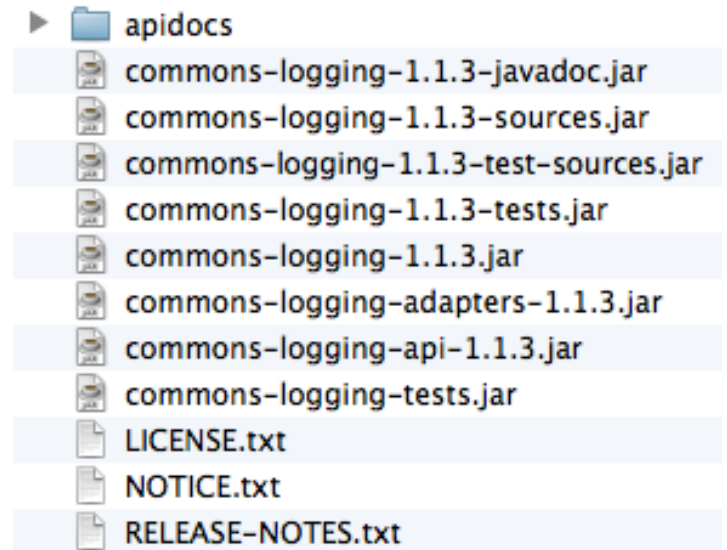 apidocs
commons-logging-1.1.3-javadoc.jar
commons-logging-1.1.3-sources.jar
commons-logging-1.1.3-test-sources.jar
commons-logging-1.1.3-tests.jar
commons-logging-1.1.3.jar
commons-logging-adapters-1.1.3.jar
commons-logging-api-1.1.3.jar
commons-logging-tests.jar
LICENSE.txt
NOTICE.txt
RELEASE-NOTES.txt